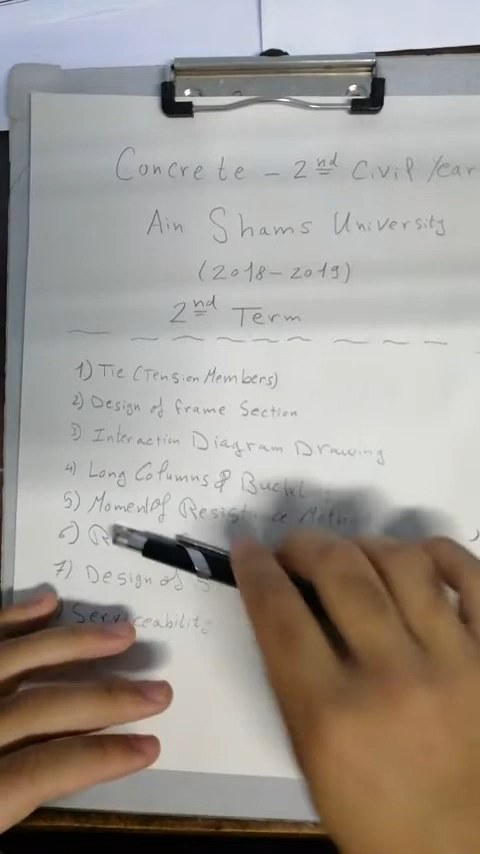 Concrete - 2nd Civil Year
Ain Shams University
(2018-2019)
2nd Term
1) Tie (Tension Members)
2) Design of frame Section
3) Interaction Diagram Drawing
4) Long Columns &
5) Moment of
6)
7) Design of
Serviceability